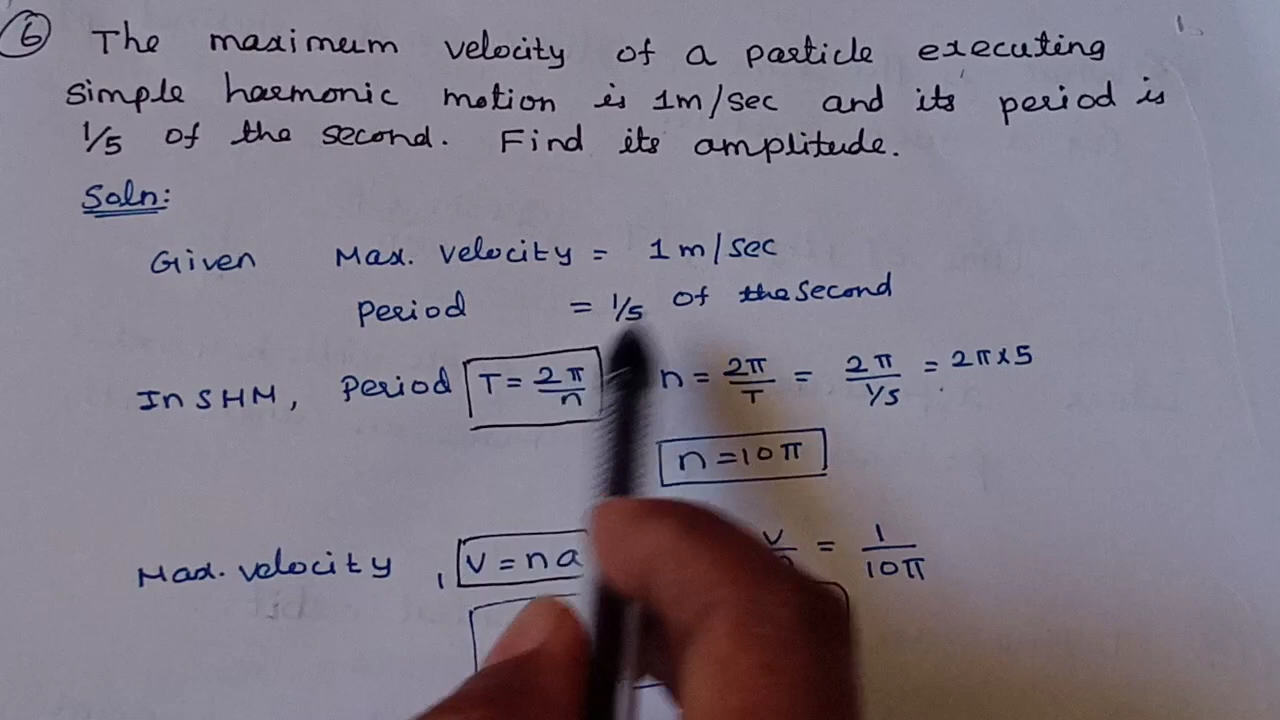 6 The maximum velocity of a particle executing
simple harmonic motion is 1m/sec and its period is
1/5 of the second. Find its amplitude.
Soln:
Given Max. velocity = 1 m/sec
Period = 1/5 of the second
In SHM, Period T = 2π/n n = 2π/T = 2π/1/5 = 2π×5
n = 10π
Max. velocity, v = na = 1/10π